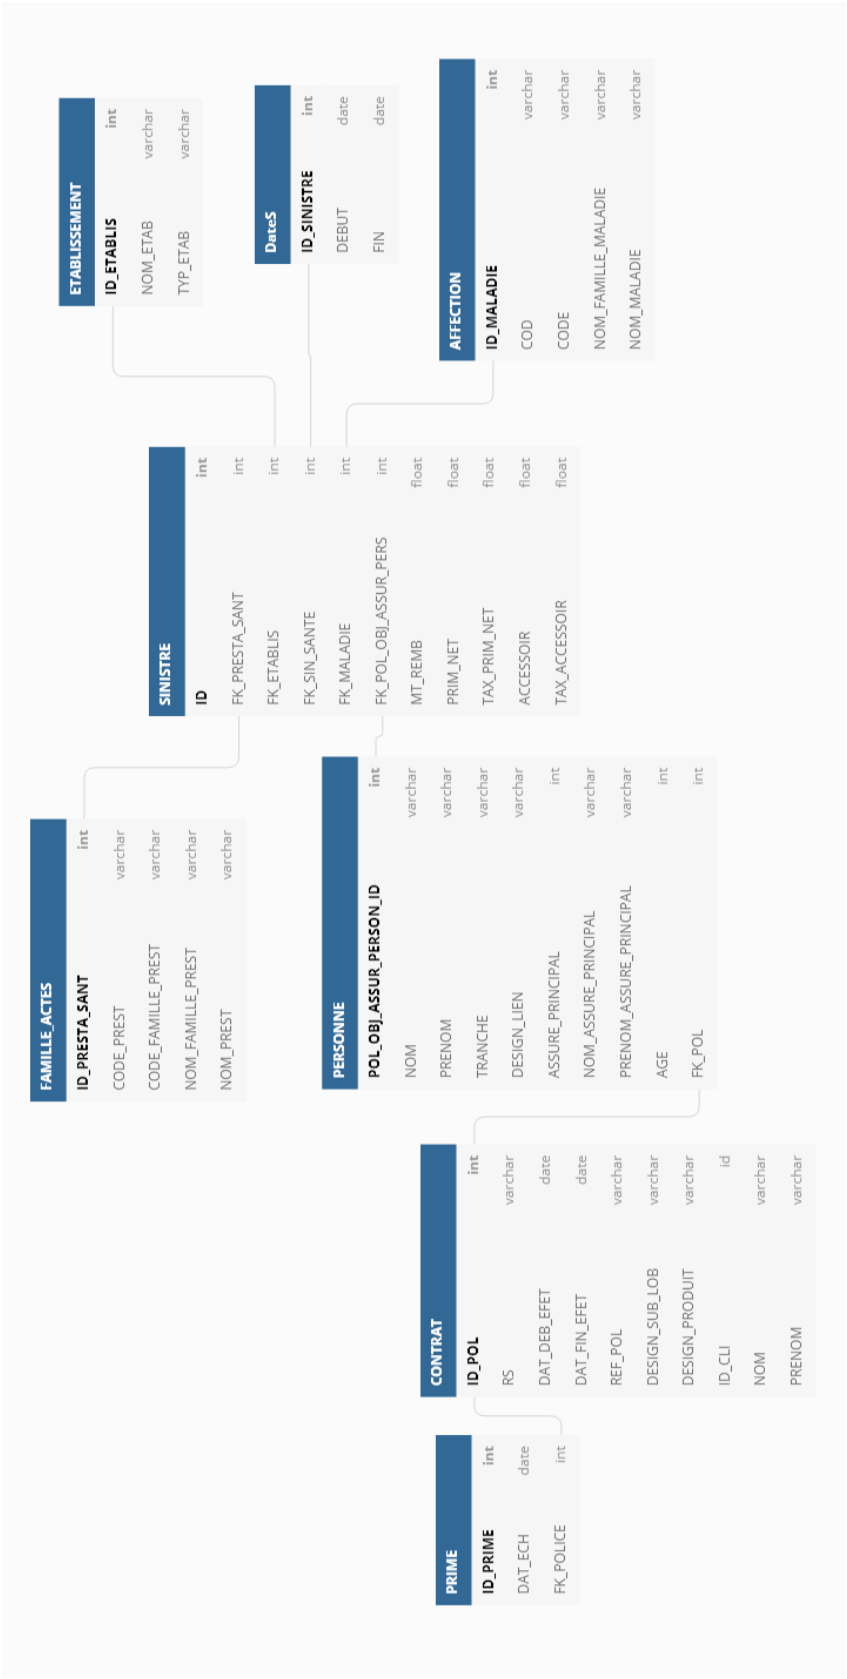 PRIME
ID_PRIME int
DAT_ECH date
FK_POLICE int
CONTRAT
ID_POL int
RS varchar
DAT_DEB_EFET date
DAT_FIN_EFET date
REF_POL varchar
DESIGN_SUB_LOB varchar
DESIGN_PRODUIT varchar
ID_CLI id
NOM varchar
PRENOM varchar
FAMILLE_ACTES
ID_PRESTA_SANT int
CODE_PREST varchar
CODE_FAMILLE_PREST varchar
NOM_FAMILLE_PREST varchar
NOM_PREST varchar
PERSONNE
POL_OBJ_ASSUR_PERSON_ID int
NOM varchar
PRENOM varchar
TRANCHE varchar
DESIGN_LIEN varchar
ASSURE_PRINCIPAL int
NOM_ASSURE_PRINCIPAL varchar
PRENOM_ASSURE_PRINCIPAL varchar
AGE int
FK_POL int
SINISTRE
ID int
FK_PRESTA_SANT int
FK_ETABLIS int
FK_SIN_SANTE int
FK_MALADIE int
FK_POL_OBJ_ASSUR_PERS int
MT_REMB float
PRIM_NET float
TAX_PRIM_NET float
ACCESSOIR float
TAX_ACCESSOIR float
ETABLISSEMENT
ID_ETABLIS int
NOM_ETAB varchar
TYP_ETAB varchar
DateS
ID_SINISTRE int
DEBUT date
FIN date
AFFECTION
ID_MALADIE int
COD varchar
CODE varchar
NOM_FAMILLE_MALADIE varchar
NOM_MALADIE varchar